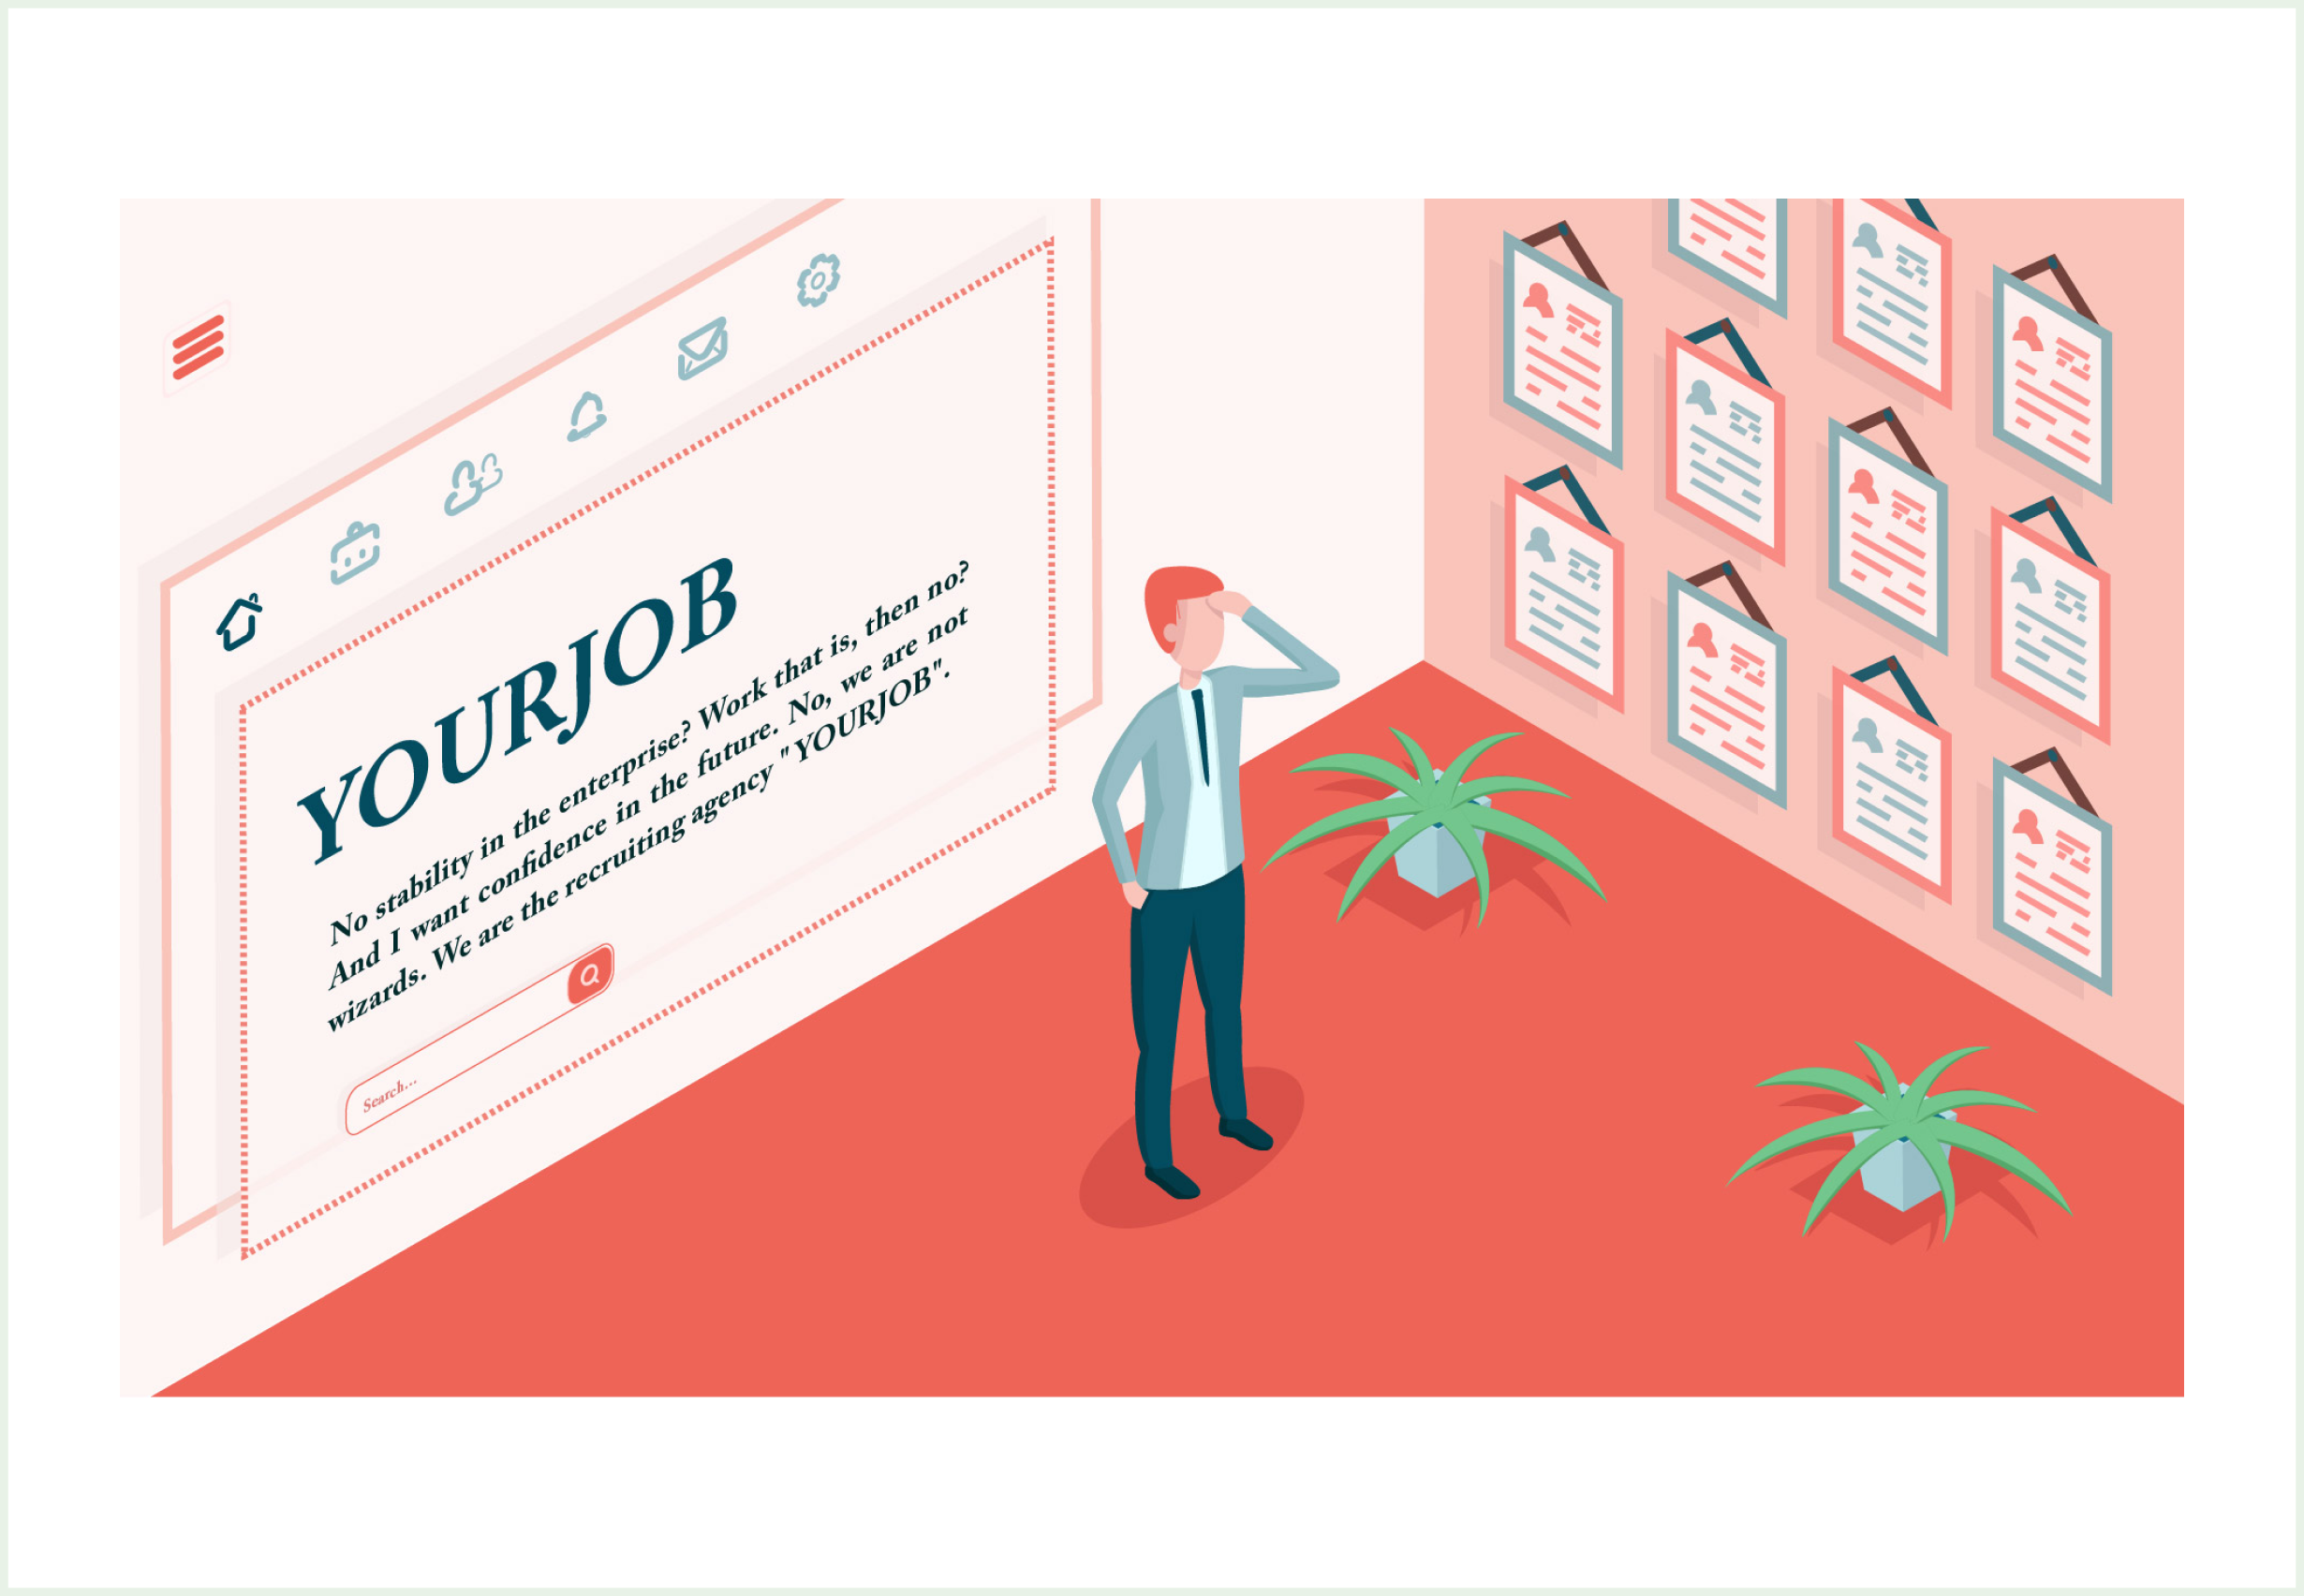 YOURJOB
No stability in the enterprise? Work that is, then no?
And I want confidence in the future. No, we are not
wizards. We are the recruiting agency "YOURJOB".
Search...